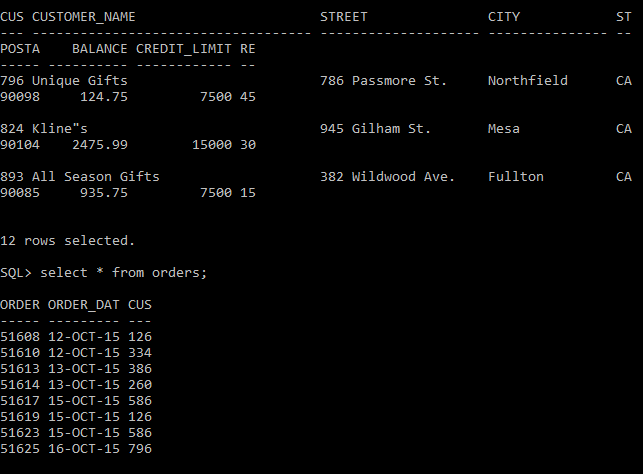 CUS CUSTOMER_NAME                       STREET               CITY            ST
--- ----------------------------------- -------------------- --------------- --
POSTA    BALANCE CREDIT_LIMIT RE
----- ---------- ------------ --
796 Unique Gifts                        786 Passmore St.     Northfield      CA
90098     124.75         7500 45
824 Kline"s                             945 Gilham St.       Mesa            CA
90104    2475.99        15000 30
893 All Season Gifts                    382 Wildwood Ave.    Fullton         CA
90085     935.75         7500 15
12 rows selected.
SQL> select * from orders;
ORDER ORDER_DAT CUS
----- --------- ---
51608 12-OCT-15 126
51610 12-OCT-15 334
51613 13-OCT-15 386
51614 13-OCT-15 260
51617 15-OCT-15 586
51619 15-OCT-15 126
51623 15-OCT-15 586
51625 16-OCT-15 796